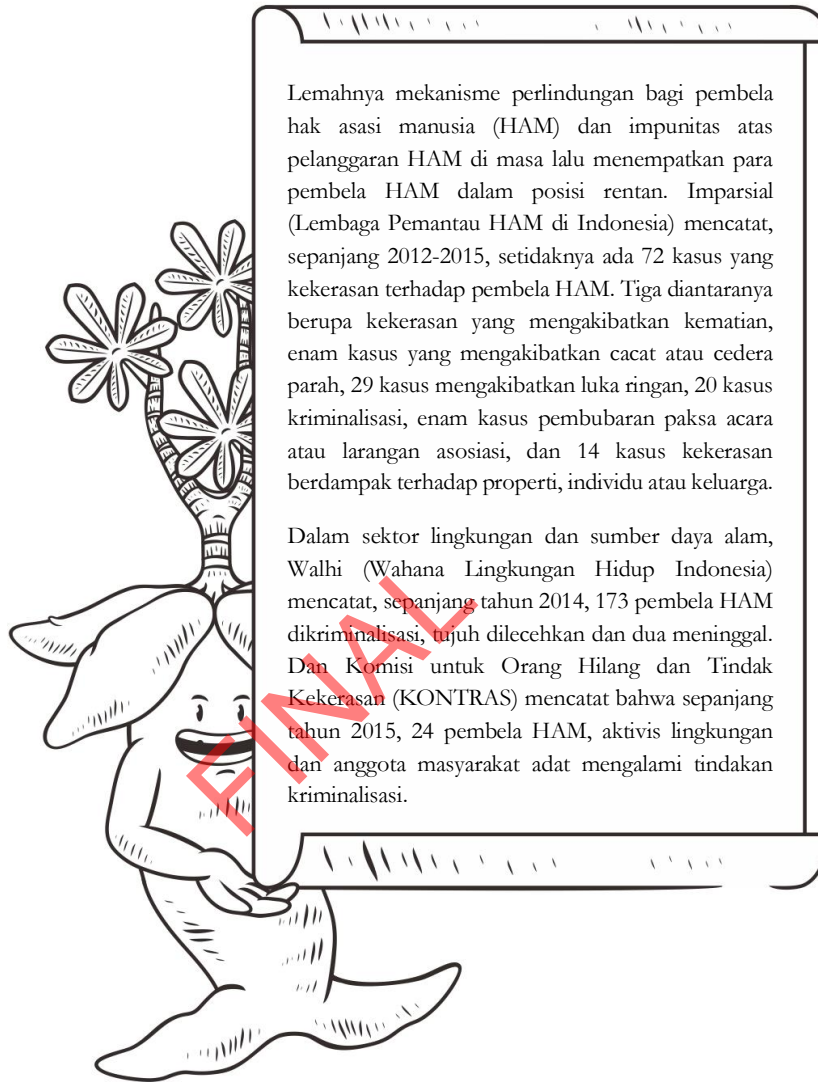 Lemahnya mekanisme perlindungan bagi pembela
hak asasi manusia (HAM) dan impunitas atas
pelanggaran HAM di masa lalu menempatkan para
pembela HAM dalam posisi rentan. Imparsial
(Lembaga Pemantau HAM di Indonesia) mencatat,
sepanjang 2012-2015, setidaknya ada 72 kasus yang
kekerasan terhadap pembela HAM. Tiga diantaranya
berupa kekerasan yang mengakibatkan kematian,
enam kasus yang mengakibatkan cacat atau cedera
parah, 29 kasus mengakibatkan luka ringan, 20 kasus
kriminalisasi, enam kasus pembubaran paksa acara
atau larangan asosiasi, dan 14 kasus kekerasan
berdampak terhadap properti, individu atau keluarga.
Dalam sektor lingkungan dan sumber daya alam,
Walhi (Wahana Lingkungan Hidup Indonesia)
mencatat, sepanjang tahun 2014, 173 pembela HAM
dikriminalisasi, tujuh dilecehkan dan dua meninggal.
Dan Komisi untuk Orang Hilang dan Tindak
Kekerasan (KONTRAS) mencatat bahwa sepanjang
tahun 2015, 24 pembela HAM, aktivis lingkungan
dan anggota masyarakat adat mengalami tindakan
kriminalisasi.
FINAL